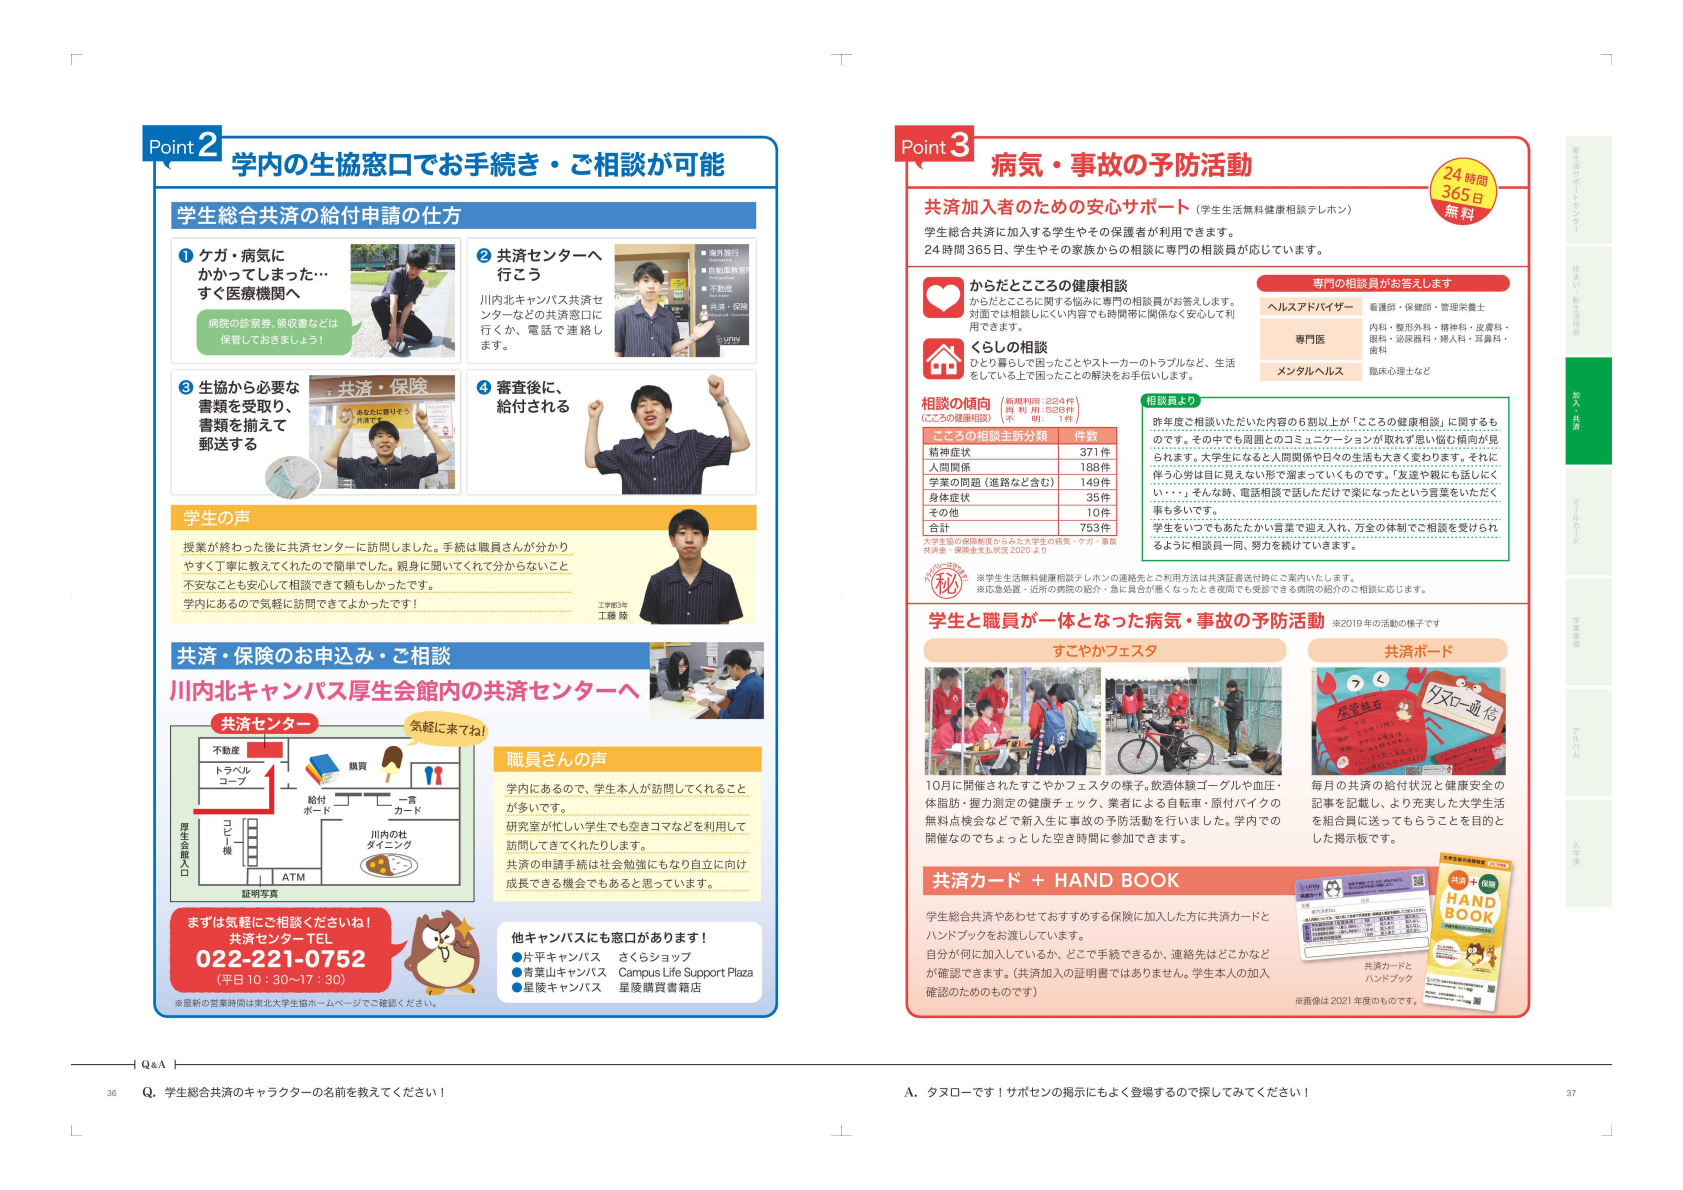 Point 2
学内の生協窓口でお手続き・ご相談が可能
学生総合共済の給付申請の仕方
❶ ケガ・病気に
かかってしまった…
すぐ医療機関へ
病院の診察券、領収書などは
保管しておきましょう！
❷ 共済センターへ
行こう
川内北キャンパス共済セ
ンターなどの共済窓口に
行くか、電話で連絡し
ます。
■ 海外旅行
■ 自動車教習所
■ 不動産
■ 共済・保険
univ.
❸ 生協から必要な
書類を受取り、
書類を揃えて
郵送する
共済・保険
あなたに寄りそう
共済です
❹ 審査後に、
給付される
学生の声
授業が終わった後に共済センターに訪問しました。手続は職員さんが分かり
やすく丁寧に教えてくれたので簡単でした。親身に聞いてくれて分からないこと
不安なことも安心して相談できて頼もしかったです。
学内にあるので気軽に訪問できてよかったです！
工学部3年
工藤 陸
共済・保険のお申込み・ご相談
川内北キャンパス厚生会館内の共済センターへ
共済センター
気軽に来てね！
不動産
トラベル
コープ
購買
給付
ボード
一言
カード
コピー機
川内の杜
ダイニング
厚生会館入口
ATM
証明写真
職員さんの声
学内にあるので、学生本人が訪問してくれること
が多いです。
研究室が忙しい学生でも空きコマなどを利用して
訪問してきてくれたりします。
共済の申請手続は社会勉強にもなり自立に向け
成長できる機会でもあると思っています。
まずは気軽にご相談くださいね！
共済センター TEL
022-221-0752
（平日 10：30〜17：30）
※最新の営業時間は東北大学生協ホームページでご確認ください。
他キャンパスにも窓口があります！
●片平キャンパス さくらショップ
●青葉山キャンパス Campus Life Support Plaza
●星陵キャンパス 星陵購買書籍店
Q&A
36
Q. 学生総合共済のキャラクターの名前を教えてください！
Point 3
病気・事故の予防活動
24時間
365日
無料
共済加入者のための安心サポート（学生生活無料健康相談テレホン）
学生総合共済に加入する学生やその保護者が利用できます。
24時間365日、学生やその家族からの相談に専門の相談員が応じています。
からだとこころの健康相談
からだとこころに関する悩みに専門の相談員がお答えします。
対面では相談しにくい内容でも時間帯に関係なく安心して利
用できます。
くらしの相談
ひとり暮らしで困ったことやストーカーのトラブルなど、生活
をしている上で困ったことの解決をお手伝いします。
専門の相談員がお答えします
ヘルスアドバイザー 看護師・保健師・管理栄養士
専門医 内科・整形外科・精神科・皮膚科・
眼科・泌尿器科・婦人科・耳鼻科・
歯科
メンタルヘルス 臨床心理士など
相談の傾向
（こころの健康相談）
新規利用：224件
再利用：528件
不明：1件
こころの相談主訴分類 件数
精神症状 371件
人間関係 188件
学業の問題（進路など含む） 149件
身体症状 35件
その他 10件
合計 753件
大学生協の保障制度からみた大学生の病気・ケガ・事故
共済金・保険金支払状況 2020 より
相談員より
昨年度ご相談いただいた内容の6割以上が「こころの健康相談」に関するも
のです。その中でも周囲とのコミュニケーションが取れず思い悩む傾向が見
られます。大学生になると人間関係や日々の生活も大きく変わります。それに
伴う心労は目に見えない形で溜まっていくものです。「友達や親にも話しにく
い・・・」そんな時、電話相談で話しただけで楽になったという言葉をいただく
事も多いです。
学生をいつでもあたたかい言葉で迎え入れ、万全の体制でご相談を受けられ
るように相談員一同、努力を続けていきます。
プライバシーは守ります
秘
※学生生活無料健康相談テレホンの連絡先とご利用方法は共済証書送付時にご案内いたします。
※応急処置・近所の病院の紹介・急に具合が悪くなったとき夜間でも受診できる病院の紹介のご相談に応じます。
学生と職員が一体となった病気・事故の予防活動 ※2019年の活動の様子です
すこやかフェスタ
10月に開催されたすこやかフェスタの様子。飲酒体験ゴーグルや血圧・
体脂肪・握力測定の健康チェック、業者による自転車・原付バイクの
無料点検会などで新入生に事故の予防活動を行いました。学内での
開催なのでちょっとした空き時間に参加できます。
共済ボード
つく
タヌロー通信
尿管結石
毎月の共済の給付状況と健康安全の
記事を記載し、より充実した大学生活
を組合員に送ってもらうことを目的と
した掲示板です。
共済カード ＋ HAND BOOK
学生総合共済やあわせておすすめする保険に加入した方に共済カードと
ハンドブックをお渡ししています。
自分が何に加入しているか、どこで手続できるか、連絡先はどこかなど
が確認できます。（共済加入の証明書ではありません。学生本人の加入
確認のためのものです）
共済＋保険
HAND
BOOK
共済カードと
ハンドブック
※画像は2021年度のものです。
新生活サポートセンター
住まい・新生活用品
加入・共済
ミールカード
学業準備
アルバム
入学後
A. タヌローです！サポセンの掲示にもよく登場するので探してみてください！
37